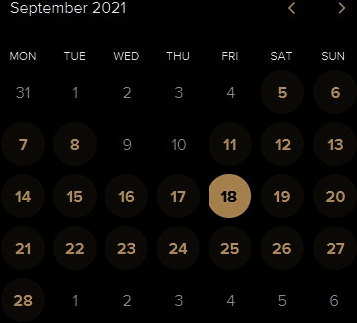 September 2021
MON TUE WED THU FRI SAT SUN
31 1 2 3 4 5 6
7 8 9 10 11 12 13
14 15 16 17 18 19 20
21 22 23 24 25 26 27
28 1 2 3 4 5 6